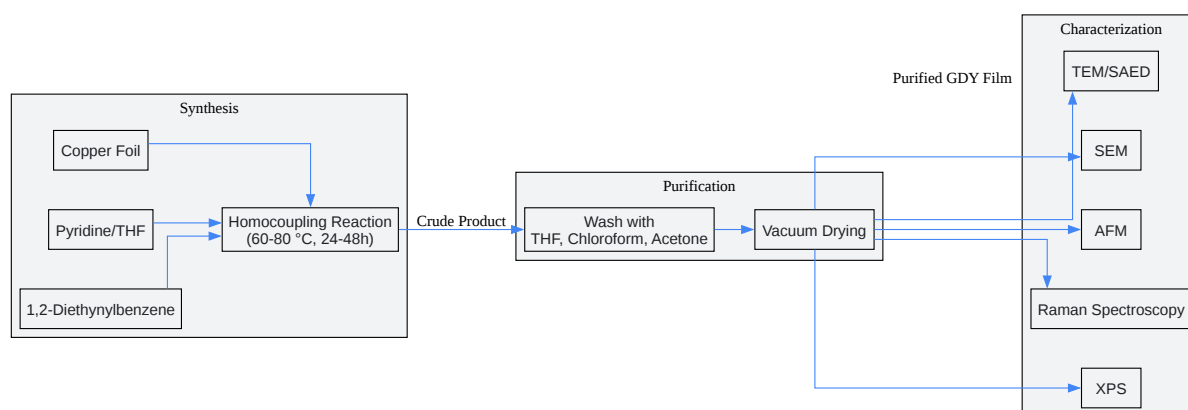 Synthesis
Copper Foil
Pyridine/THF
1,2-Diethynylbenzene
Homocoupling Reaction
(60-80 °C, 24-48h)
Crude Product
Purification
Wash with
THF, Chloroform, Acetone
Vacuum Drying
Purified GDY Film
Characterization
TEM/SAED
SEM
AFM
Raman Spectroscopy
XPS